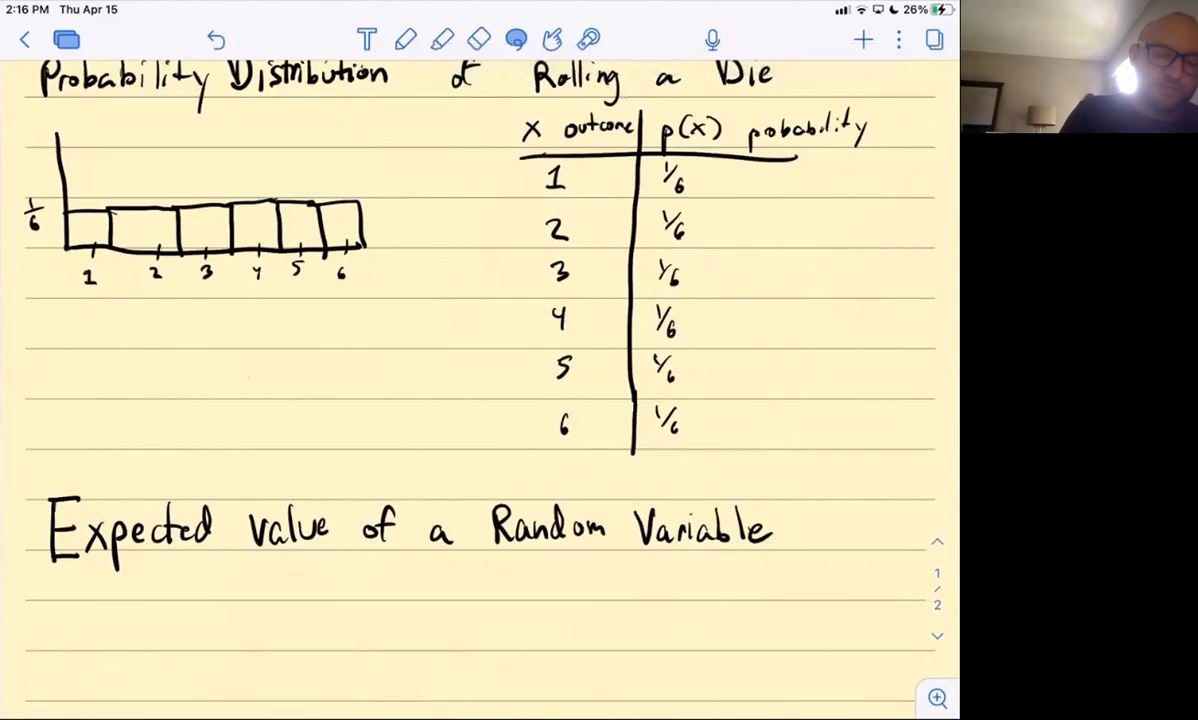 2:16 PM Thu Apr 15 26%
Probability Distribution of Rolling a Die
x outcome p(x) probability
1 1/6
2 1/6
3 1/6
4 1/6
5 1/6
6 1/6
1/6
1 2 3 4 5 6
Expected value of a Random Variable
1
/
2